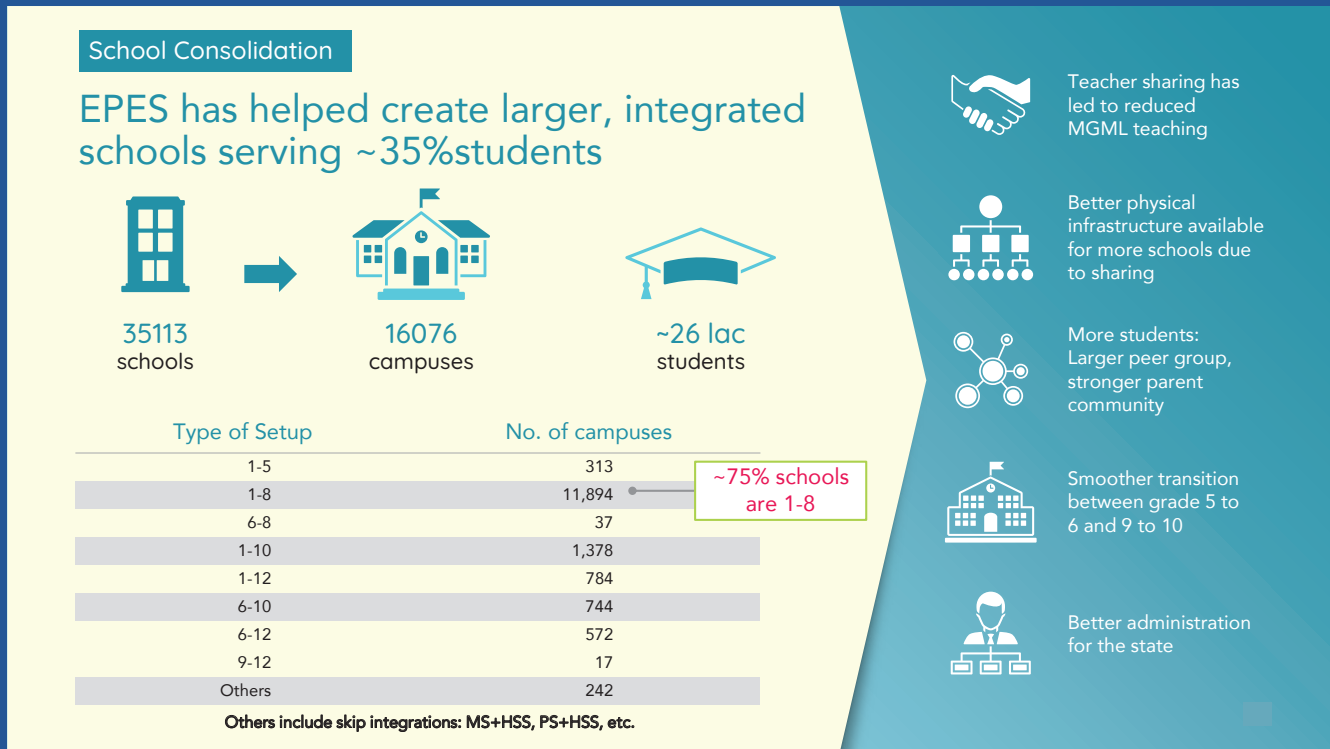 School Consolidation
EPES has helped create larger, integrated
schools serving ~35%students
35113
schools
16076
campuses
~26 lac
students
Type of Setup No. of campuses
1-5 313
1-8 11,894
6-8 37
1-10 1,378
1-12 784
6-10 744
6-12 572
9-12 17
Others 242
~75% schools
are 1-8
Others include skip integrations: MS+HSS, PS+HSS, etc.
Teacher sharing has
led to reduced
MGML teaching
Better physical
infrastructure available
for more schools due
to sharing
More students:
Larger peer group,
stronger parent
community
Smoother transition
between grade 5 to
6 and 9 to 10
Better administration
for the state